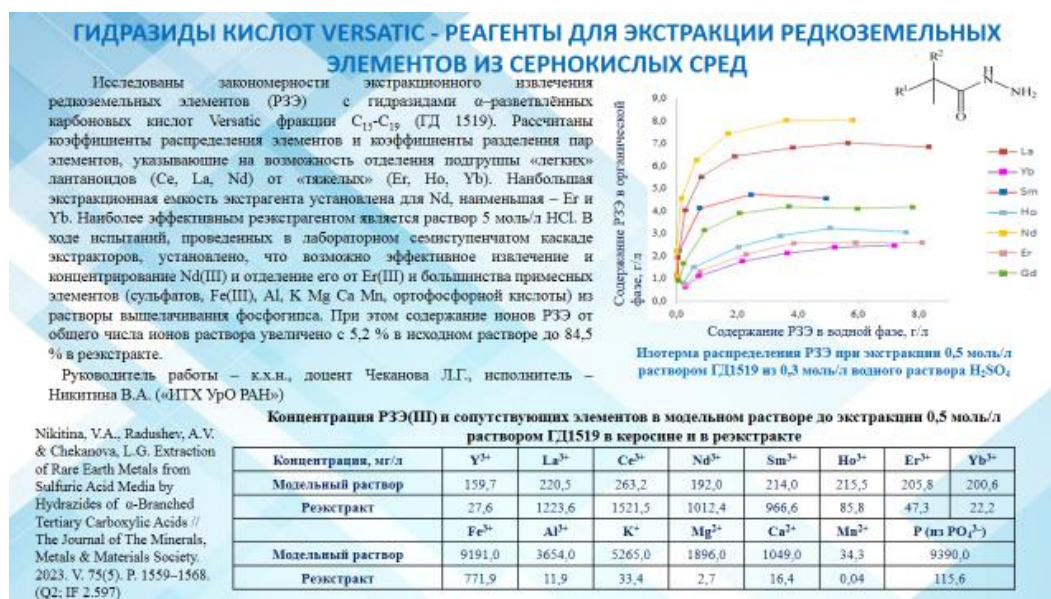 ГИДРАЗИДЫ КИСЛОТ VERSATIC - РЕАГЕНТЫ ДЛЯ ЭКСТРАКЦИИ РЕДКОЗЕМЕЛЬНЫХ
ЭЛЕМЕНТОВ ИЗ СЕРНОКИСЛЫХ СРЕД
Исследованы закономерности экстракционного извлечения
редкоземельных элементов (РЗЭ) с гидразидами α–разветвлённых
карбоновых кислот Versatic фракции C₁₅-C₁₉ (ГД 1519). Рассчитаны
коэффициенты распределения элементов и коэффициенты разделения пар
элементов, указывающие на возможность отделения подгруппы «легких»
лантаноидов (Ce, La, Nd) от «тяжелых» (Er, Ho, Yb). Наибольшая
экстракционная емкость экстрагента установлена для Nd, наименьшая – Er и
Yb. Наиболее эффективным реэкстрагентом является раствор 5 моль/л HCl. В
ходе испытаний, проведенных в лабораторном семиступенчатом каскаде
экстракторов, установлено, что возможно эффективное извлечение и
концентрирование Nd(III) и отделение его от Er(III) и большинства примесных
элементов (сульфатов, Fe(III), Al, K Mg Ca Mn, ортофосфорной кислоты) из
растворы выщелачивания фосфогипса. При этом содержание ионов РЗЭ от
общего числа ионов раствора увеличено с 5,2 % в исходном растворе до 84,5
% в реэкстракте.
Руководитель работы – к.х.н., доцент Чеканова Л.Г., исполнитель –
Никитина В.А. («ИТХ УрО РАН»)
R² H
R¹ N NH₂
O
Содержание РЗЭ в органической
фазе, г/л
9,0
8,0
7,0
6,0
5,0
4,0
3,0
2,0
1,0
0,0
0,0 2,0 4,0 6,0 8,0
Содержание РЗЭ в водной фазе, г/л
La
Yb
Sm
Ho
Nd
Er
Gd
Изотерма распределения РЗЭ при экстракции 0,5 моль/л
раствором ГД1519 из 0,3 моль/л водного раствора H₂SO₄
Nikitina, V.A., Radushev, A.V.
& Chekanova, L.G. Extraction
of Rare Earth Metals from
Sulfuric Acid Media by
Hydrazides of α-Branched
Tertiary Carboxylic Acids //
The Journal of The Minerals,
Metals & Materials Society.
2023. V. 75(5). P. 1559–1568.
(Q2; IF 2.597)
Концентрация РЗЭ(III) и сопутствующих элементов в модельном растворе до экстракции 0,5 моль/л
раствором ГД1519 в керосине и в реэкстракте
Концентрация, мг/л Y³⁺ La³⁺ Ce³⁺ Nd³⁺ Sm³⁺ Ho³⁺ Er³⁺ Yb³⁺
Модельный раствор 159,7 220,5 263,2 192,0 214,0 215,5 205,8 200,6
Реэкстракт 27,6 1223,6 1521,5 1012,4 966,6 85,8 47,3 22,2
Fe³⁺ Al³⁺ K⁺ Mg²⁺ Ca²⁺ Mn²⁺ P (из PO₄³⁻)
Модельный раствор 9191,0 3654,0 5265,0 1896,0 1049,0 34,3 9390,0
Реэкстракт 771,9 11,9 33,4 2,7 16,4 0,04 115,6